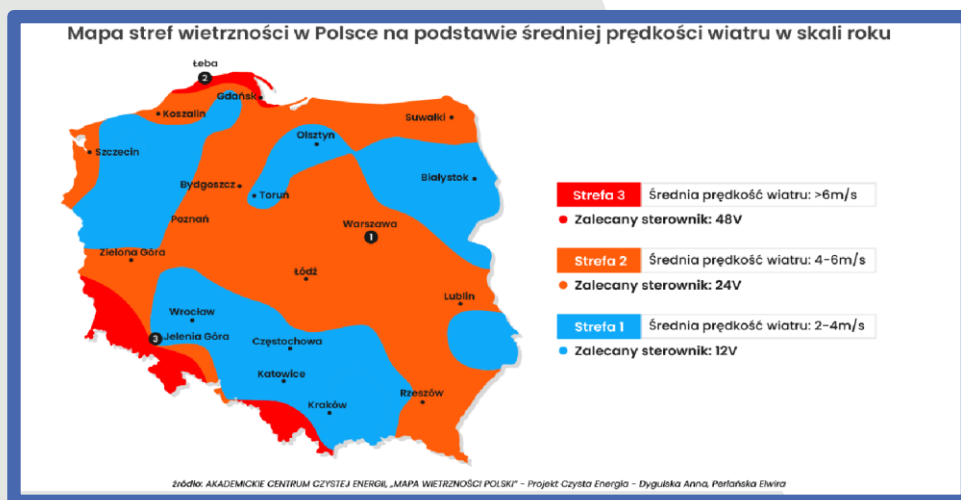 Mapa stref wietrzności w Polsce na podstawie średniej prędkości wiatru w skali roku
Łeba
2
Gdańsk
Koszalin
Suwałki
Olsztyn
Szczecin
Białystok
Bydgoszcz
Toruń
Poznań
Warszawa
1
Zielona Góra
Łódź
Lublin
Wrocław
3
Jelenia Góra
Częstochowa
Katowice
Rzeszów
Kraków
Strefa 3 Średnia prędkość wiatru: >6m/s
Zalecany sterownik: 48V
Strefa 2 Średnia prędkość wiatru: 4-6m/s
Zalecany sterownik: 24V
Strefa 1 Średnia prędkość wiatru: 2-4m/s
Zalecany sterownik: 12V
źródło: AKADEMICKIE CENTRUM CZYSTEJ ENERGII, „MAPA WIETRZNOŚCI POLSKI" - Projekt Czysta Energia - Dygulska Anna, Perłańska Elwira